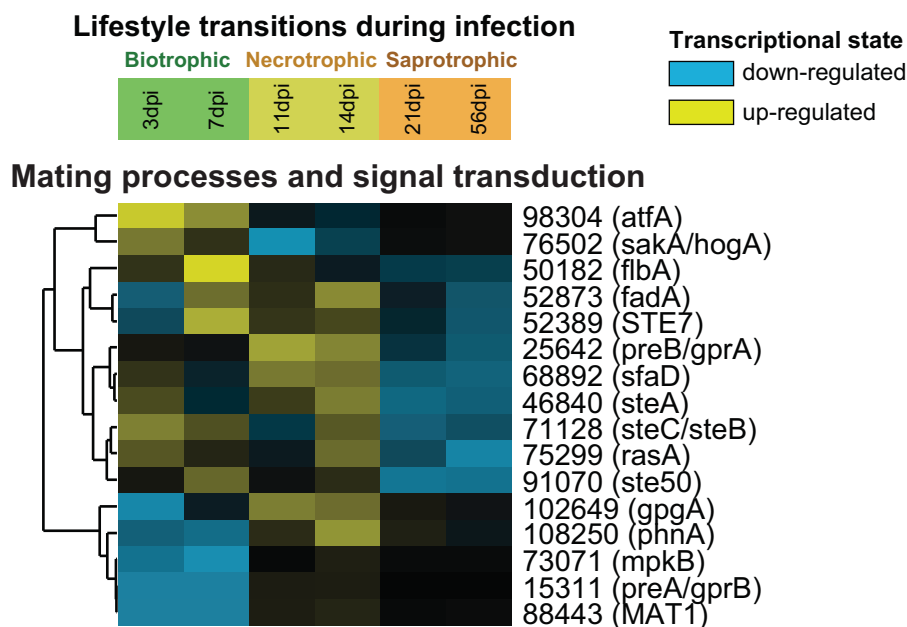 Lifestyle transitions during infection
Biotrophic Necrotrophic Saprotrophic
3dpi 7dpi 11dpi 14dpi 21dpi 56dpi
Transcriptional state
down-regulated
up-regulated
Mating processes and signal transduction
98304 (atfA)
76502 (sakA/hogA)
50182 (flbA)
52873 (fadA)
52389 (STE7)
25642 (preB/gprA)
68892 (sfaD)
46840 (steA)
71128 (steC/steB)
75299 (rasA)
91070 (ste50)
102649 (gpgA)
108250 (phnA)
73071 (mpkB)
15311 (preA/gprB)
88443 (MAT1)